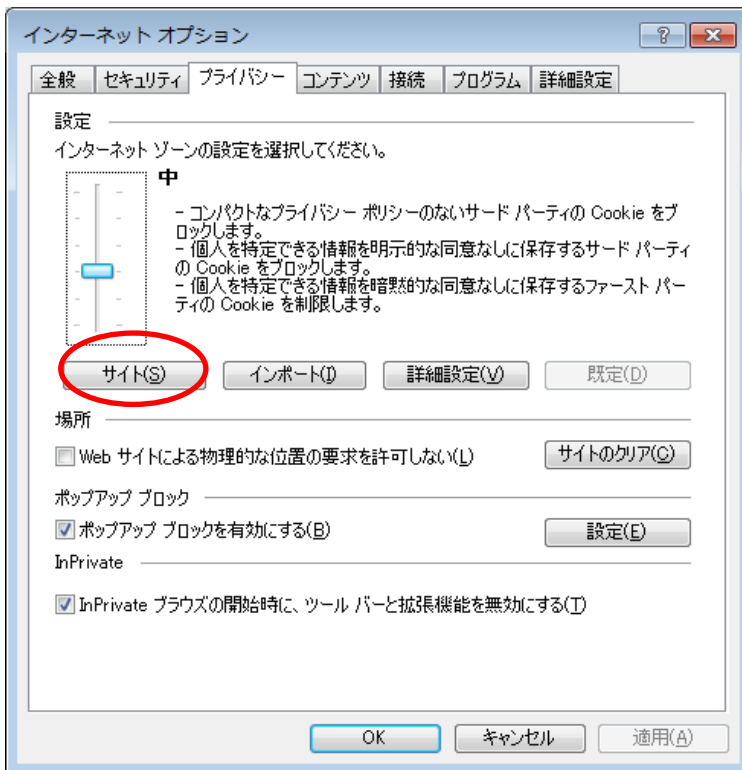 インターネット オプション
全般 セキュリティ プライバシー コンテンツ 接続 プログラム 詳細設定
設定
インターネット ゾーンの設定を選択してください。
中
- コンパクトなプライバシー ポリシーのないサード パーティの Cookie をブ
ロックします。
- 個人を特定できる情報を明示的な同意なしに保存するサード パーティ
の Cookie をブロックします。
- 個人を特定できる情報を暗黙的な同意なしに保存するファースト パー
ティの Cookie を制限します。
サイト(S) インポート(I) 詳細設定(V) 既定(D)
場所
Web サイトによる物理的な位置の要求を許可しない(L) サイトのクリア(C)
ポップアップ ブロック
ポップアップ ブロックを有効にする(B) 設定(E)
InPrivate
InPrivate ブラウズの開始時に、ツール バーと拡張機能を無効にする(T)
OK キャンセル 適用(A)